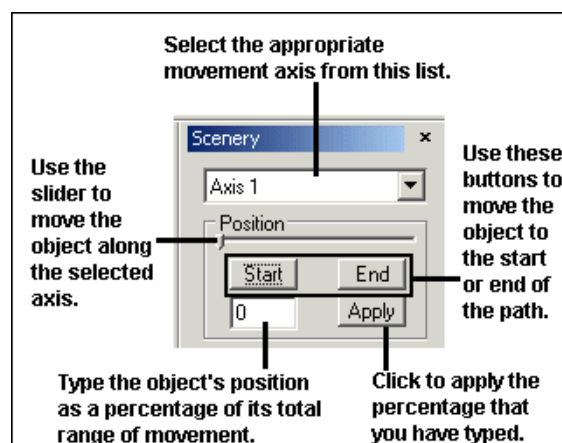 Select the appropriate
movement axis from this list.
Scenery
×
Use the
slider to
move the
object along
the selected
axis.
Axis 1
Position
Start
End
0
Apply
Use these
buttons to
move the
object to
the start
or end of
the path.
Type the object's position
as a percentage of its total
range of movement.
Click to apply the
percentage that
you have typed.